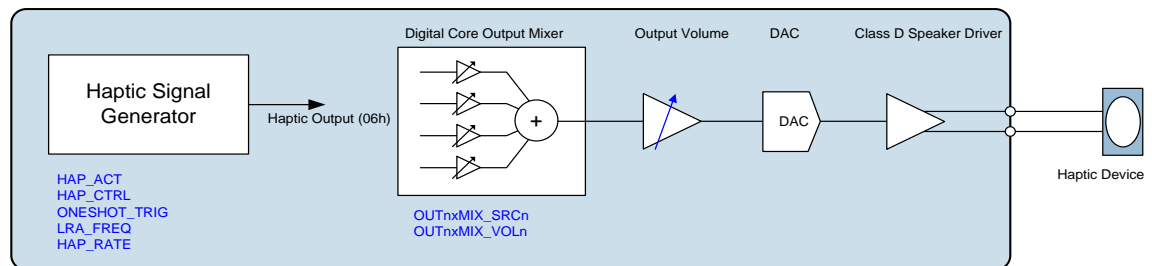 Digital Core Output Mixer
Output Volume
DAC
Class D Speaker Driver
Haptic Signal
Generator
Haptic Output (06h)
+
DAC
Haptic Device
HAP_ACT
HAP_CTRL
ONESHOT_TRIG
LRA_FREQ
HAP_RATE
OUTnxMIX_SRCn
OUTnxMIX_VOLn